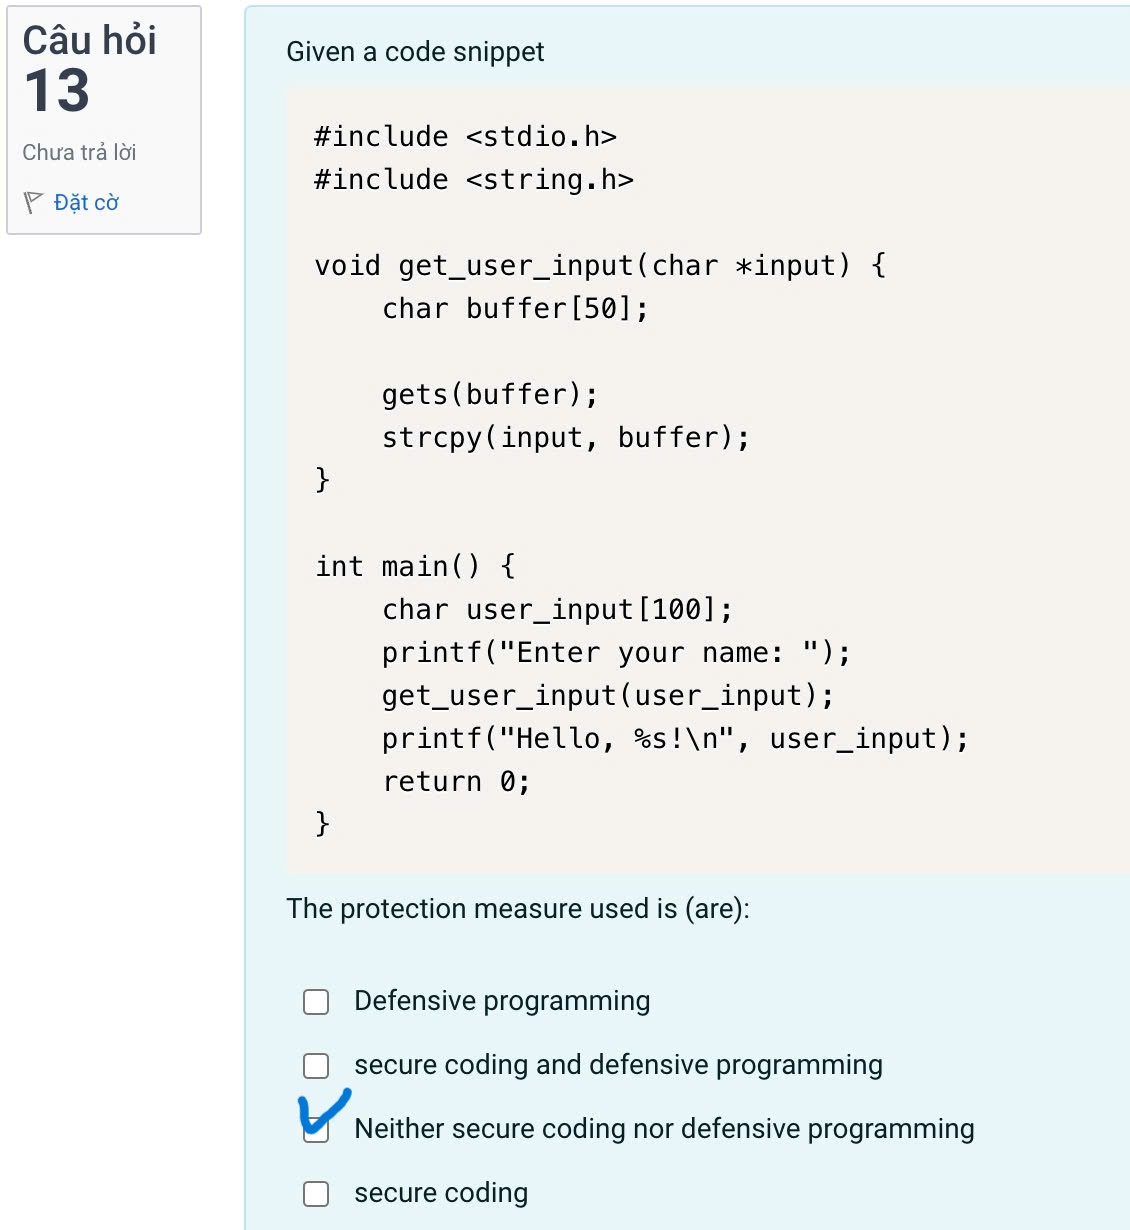 Câu hỏi
13
Chưa trả lời
Đặt cờ
Given a code snippet
#include <stdio.h>
#include <string.h>
void get_user_input(char *input) {
    char buffer[50];
    gets(buffer);
    strcpy(input, buffer);
}
int main() {
    char user_input[100];
    printf("Enter your name: ");
    get_user_input(user_input);
    printf("Hello, %s!\n", user_input);
    return 0;
}
The protection measure used is (are):
Defensive programming
secure coding and defensive programming
Neither secure coding nor defensive programming
secure coding